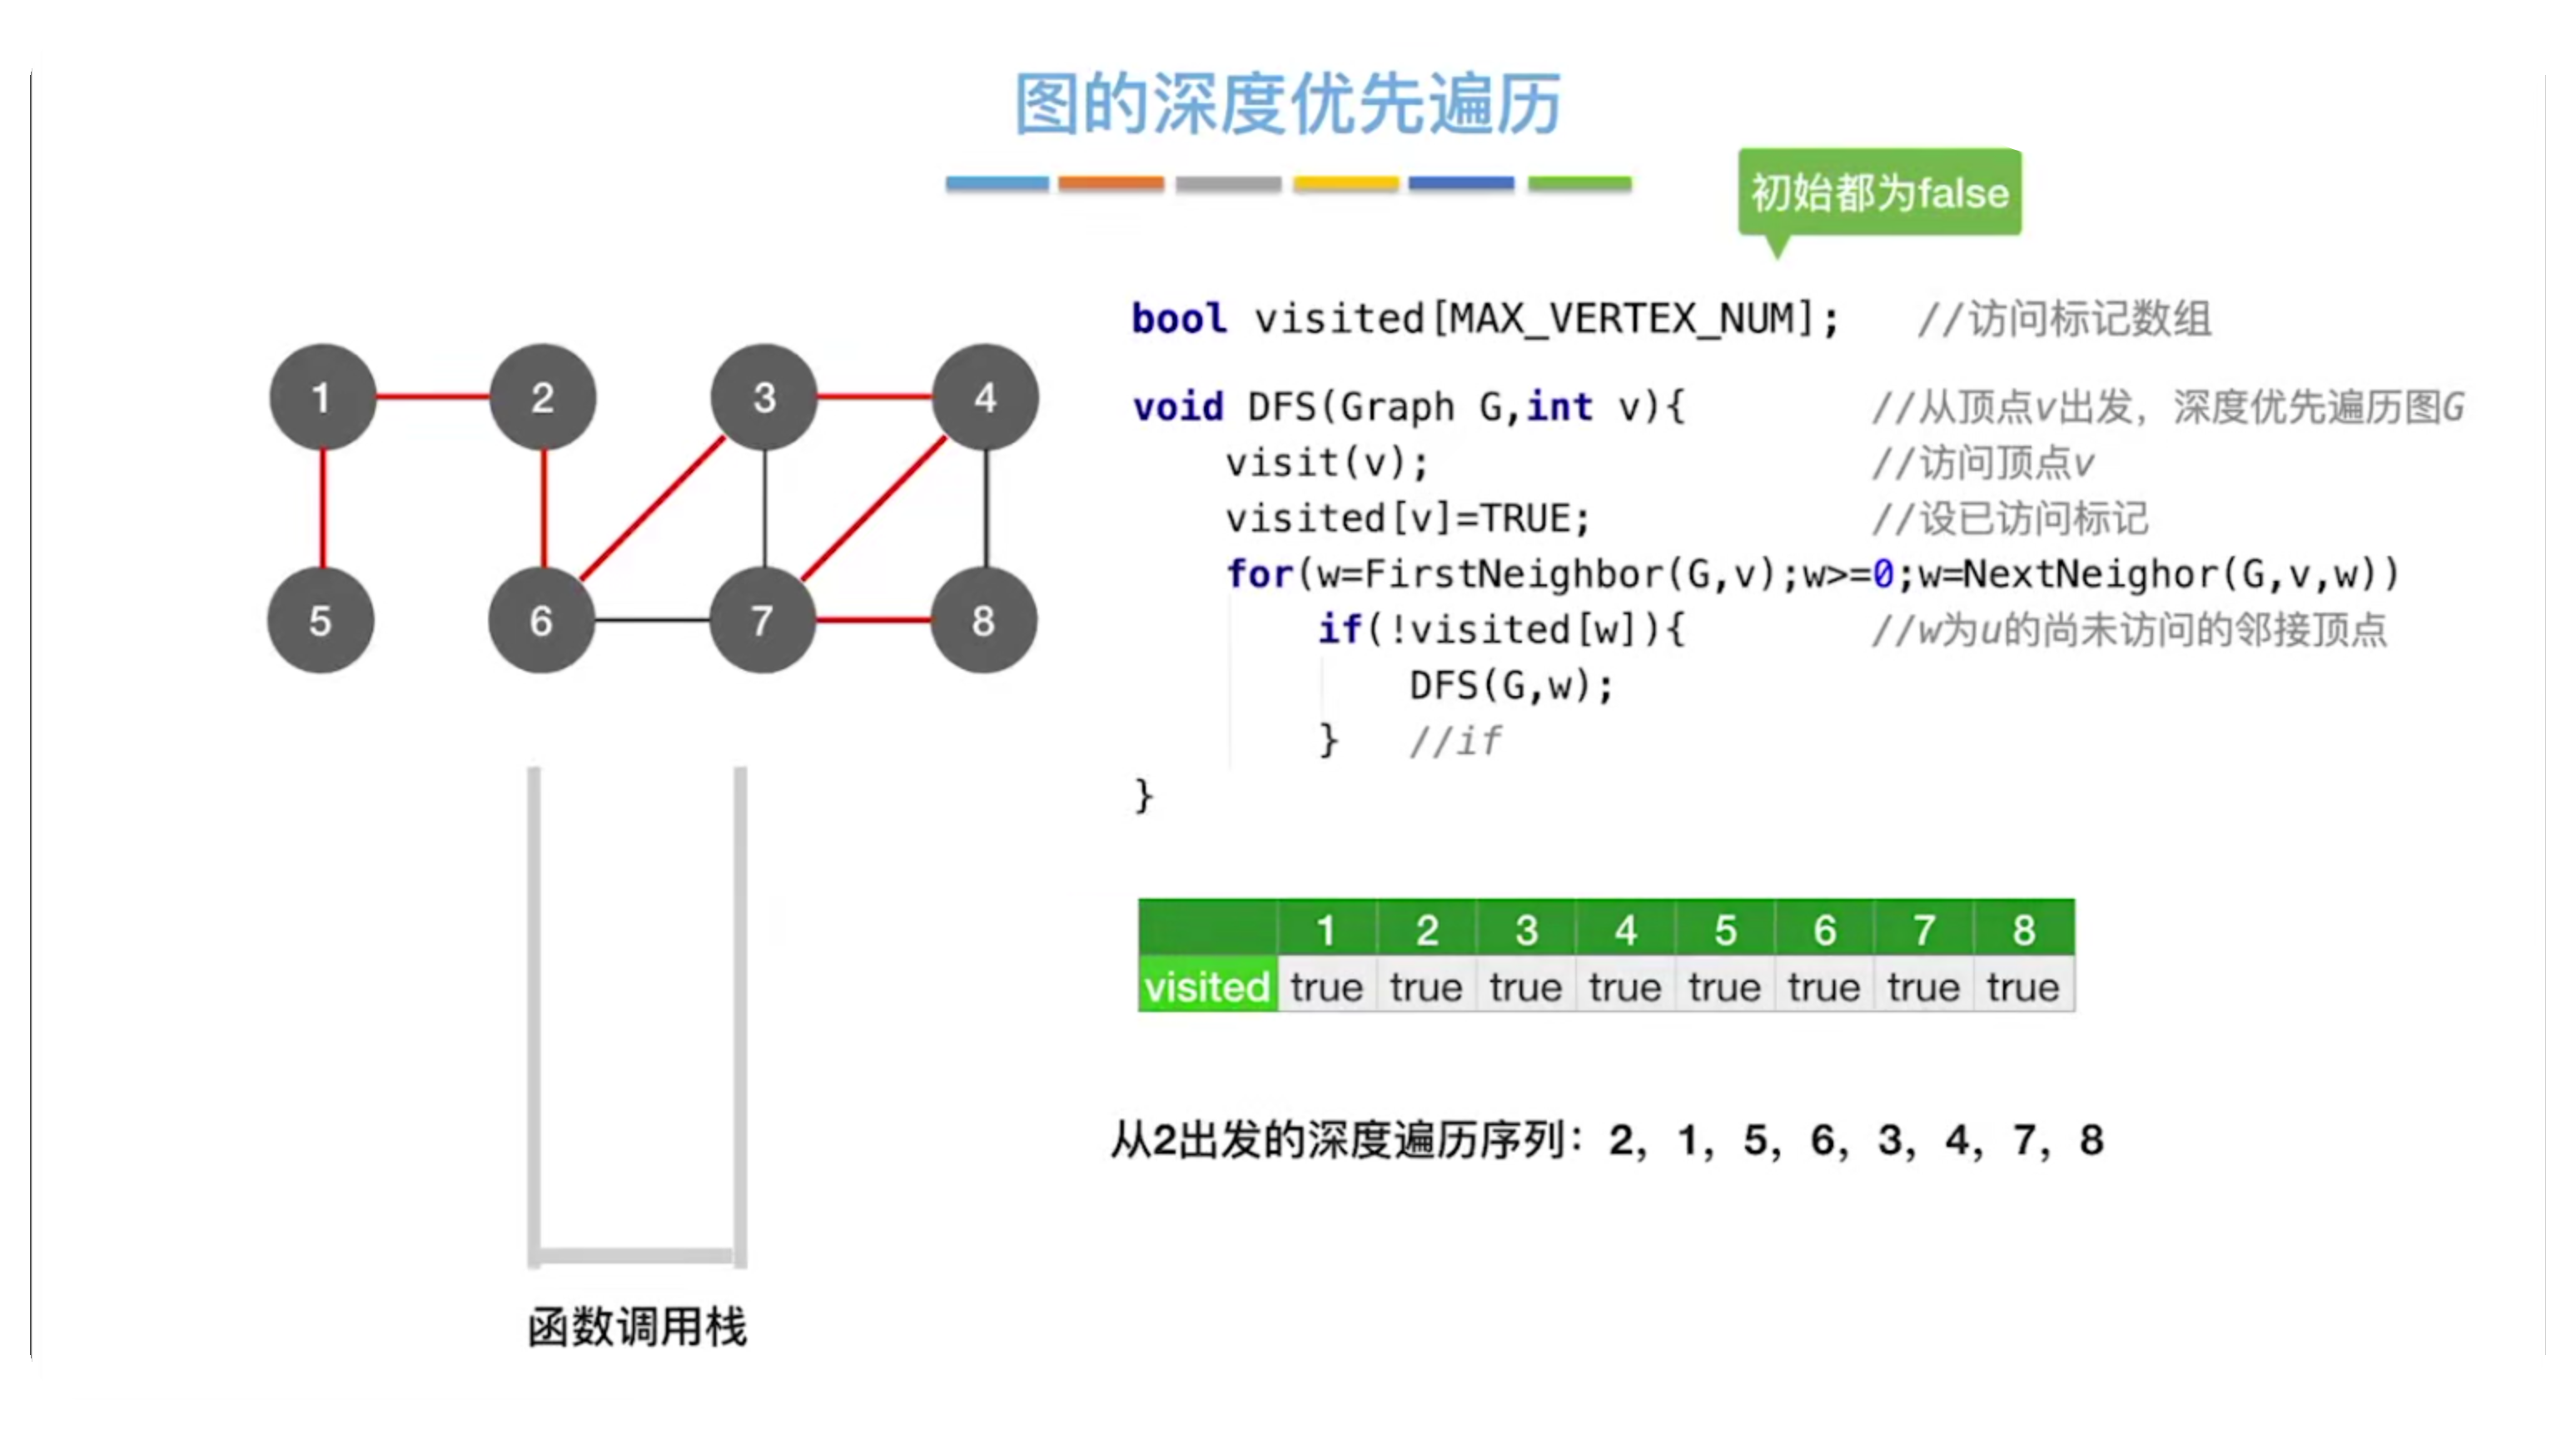 图的深度优先遍历
初始都为false
bool visited[MAX_VERTEX_NUM]; //访问标记数组
void DFS(Graph G,int v){ //从顶点v出发，深度优先遍历图G
visit(v); //访问顶点v
visited[v]=TRUE; //设已访问标记
for(w=FirstNeighbor(G,v);w>=0;w=NextNeighor(G,v,w))
if(!visited[w]){ //w为u的尚未访问的邻接顶点
DFS(G,w);
} //if
}
1 2 3 4
5 6 7 8
函数调用栈
1 2 3 4 5 6 7 8
visited true true true true true true true true
从2出发的深度遍历序列：2，1，5，6，3，4，7，8